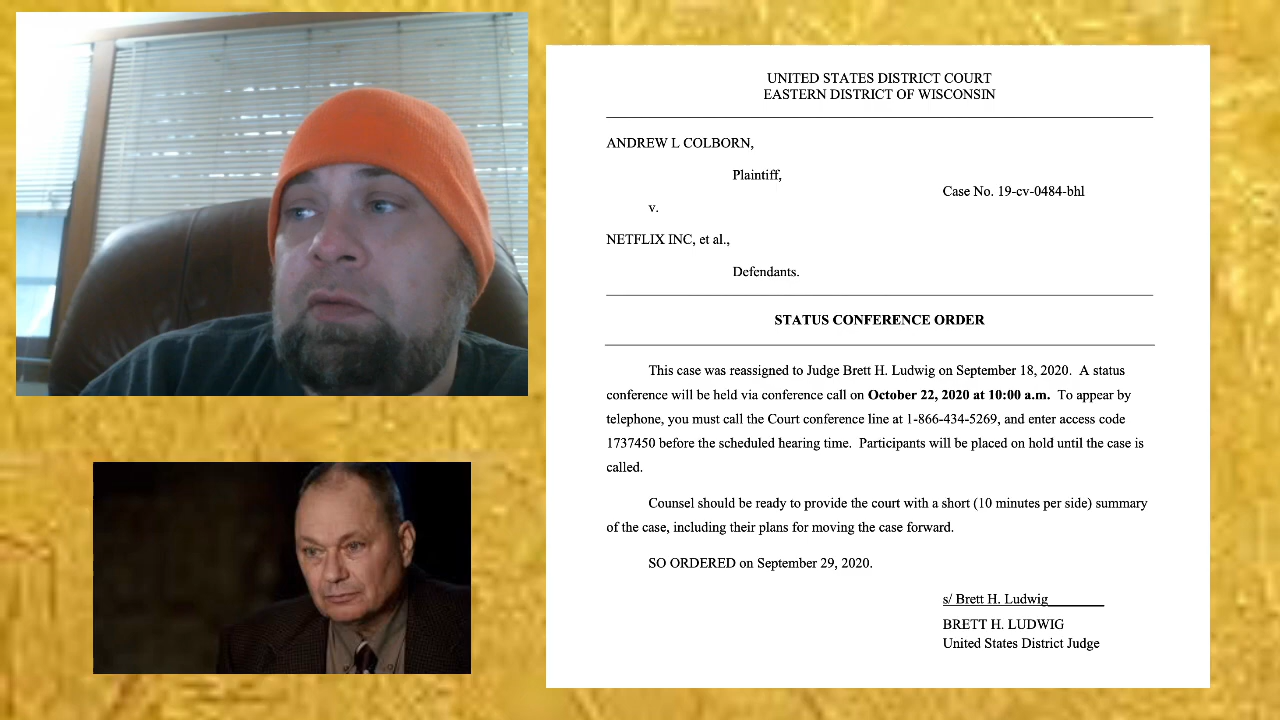 UNITED STATES DISTRICT COURT
EASTERN DISTRICT OF WISCONSIN
ANDREW L COLBORN,
Plaintiff,
Case No. 19-cv-0484-bhl
v.
NETFLIX INC, et al.,
Defendants.
STATUS CONFERENCE ORDER
This case was reassigned to Judge Brett H. Ludwig on September 18, 2020. A status
conference will be held via conference call on October 22, 2020 at 10:00 a.m. To appear by
telephone, you must call the Court conference line at 1-866-434-5269, and enter access code
1737450 before the scheduled hearing time. Participants will be placed on hold until the case is
called.
Counsel should be ready to provide the court with a short (10 minutes per side) summary
of the case, including their plans for moving the case forward.
SO ORDERED on September 29, 2020.
s/ Brett H. Ludwig
BRETT H. LUDWIG
United States District Judge